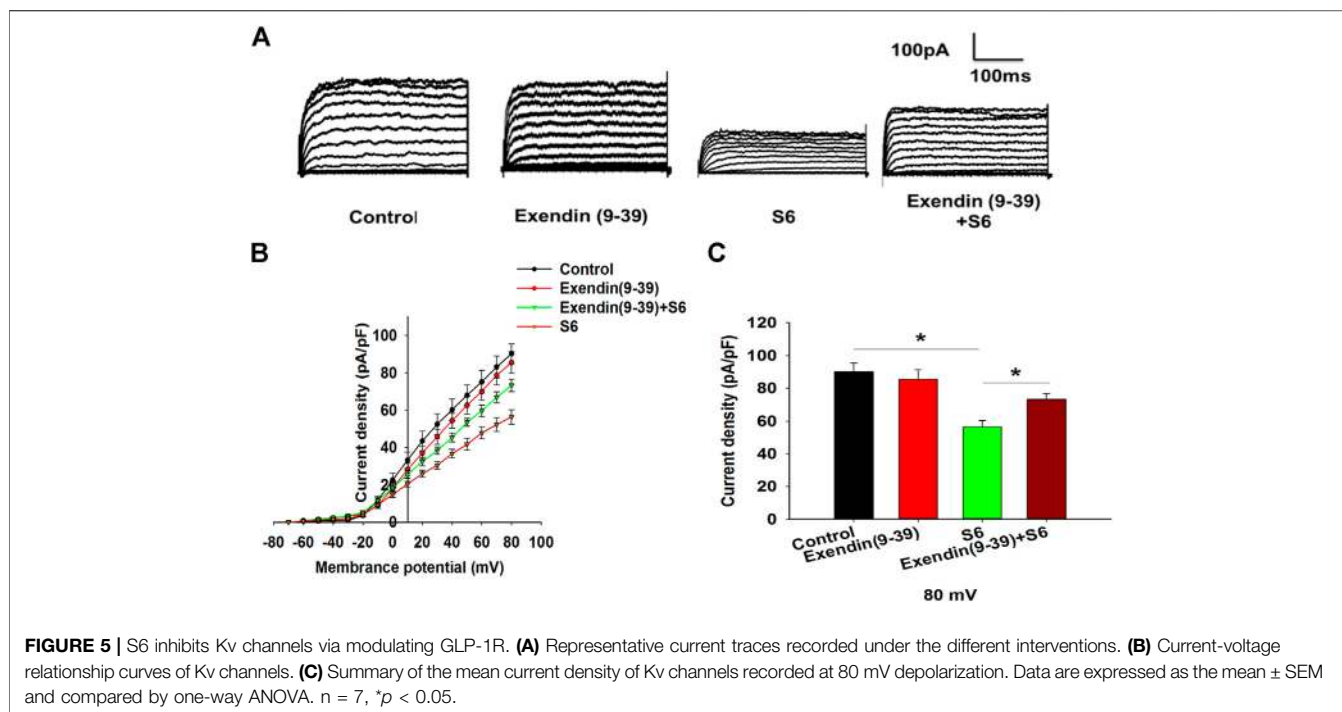 A
100pA
100ms
Control
Exendin (9-39)
S6
Exendin (9-39)
+S6
B
Control
Exendin(9-39)
Exendin(9-39)+S6
S6
Current density (pA/pF)
100
80
60
40
20
0
-80 -60 -40 -20 0 20 40 60 80 100
Membrance potential (mV)
C
Current density (pA/pF)
120
100
80
60
40
20
0
*
*
Control
Exendin(9-39)
S6
Exendin(9-39)+S6
80 mV
FIGURE 5 | S6 inhibits Kv channels via modulating GLP-1R. (A) Representative current traces recorded under the different interventions. (B) Current-voltage
relationship curves of Kv channels. (C) Summary of the mean current density of Kv channels recorded at 80 mV depolarization. Data are expressed as the mean ± SEM
and compared by one-way ANOVA. n = 7, *p < 0.05.